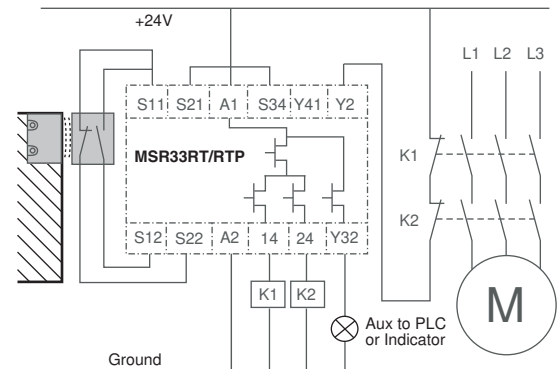 +24V
L1 L2 L3
S11 S21 A1 S34 Y41 Y2
MSR33RT/RTP
K1
K2
S12 S22 A2 14 24 Y32
K1 K2
M
Aux to PLC
or Indicator
Ground